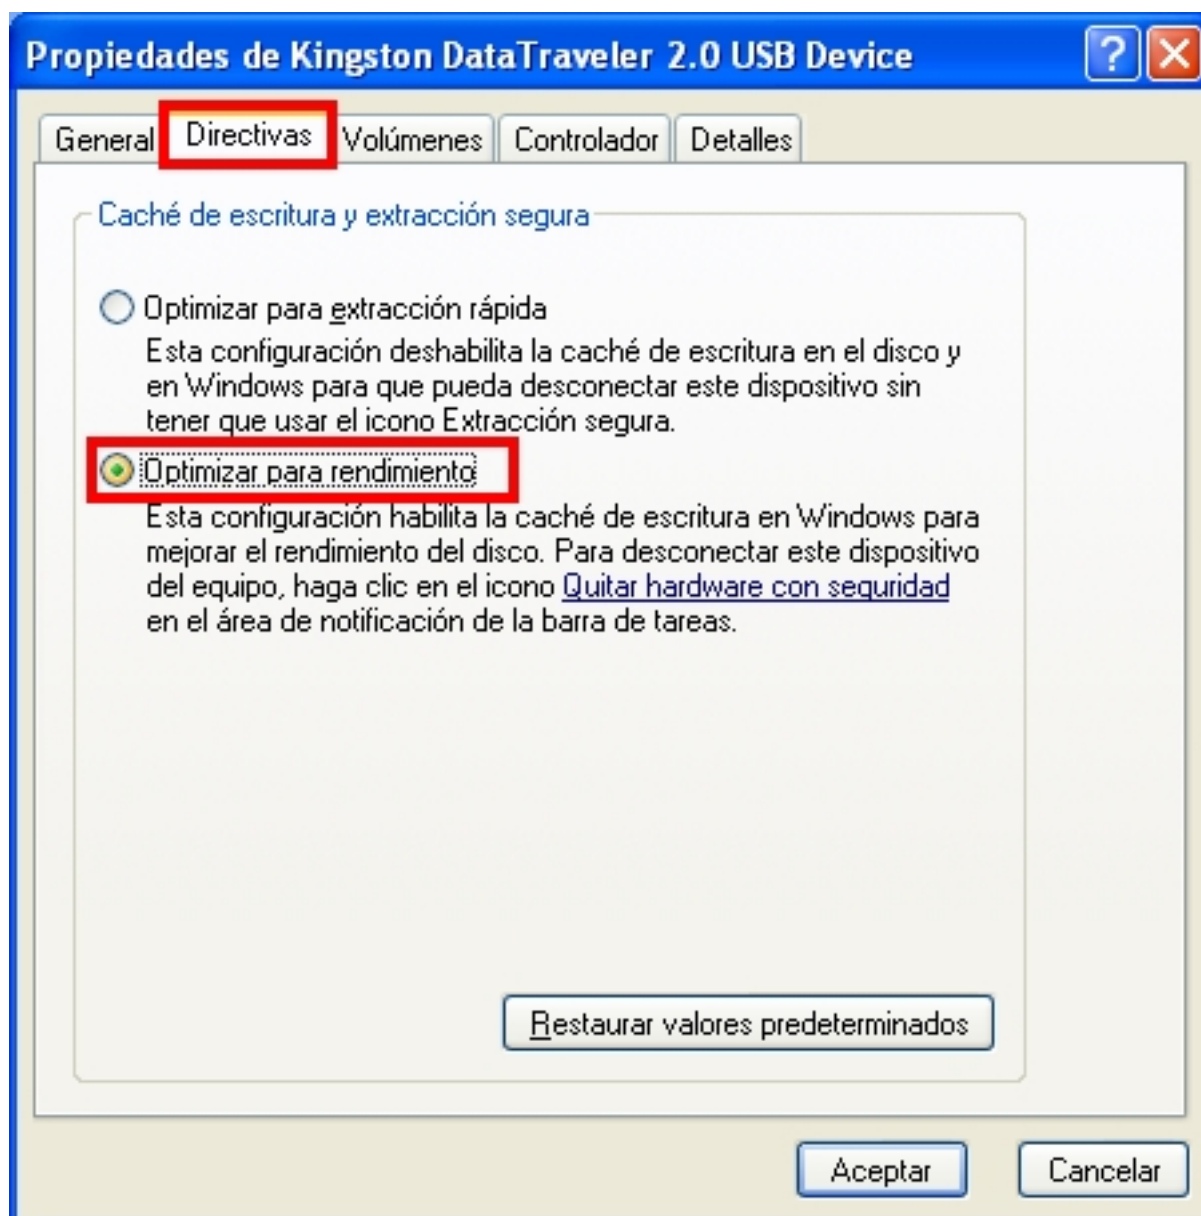 Propiedades de Kingston DataTraveler 2.0 USB Device
General Directivas Volúmenes Controlador Detalles
Caché de escritura y extracción segura
Optimizar para extracción rápida
Esta configuración deshabilita la caché de escritura en el disco y
en Windows para que pueda desconectar este dispositivo sin
tener que usar el icono Extracción segura.
Optimizar para rendimiento
Esta configuración habilita la caché de escritura en Windows para
mejorar el rendimiento del disco. Para desconectar este dispositivo
del equipo, haga clic en el icono Quitar hardware con seguridad
en el área de notificación de la barra de tareas.
Restaurar valores predeterminados
Aceptar Cancelar